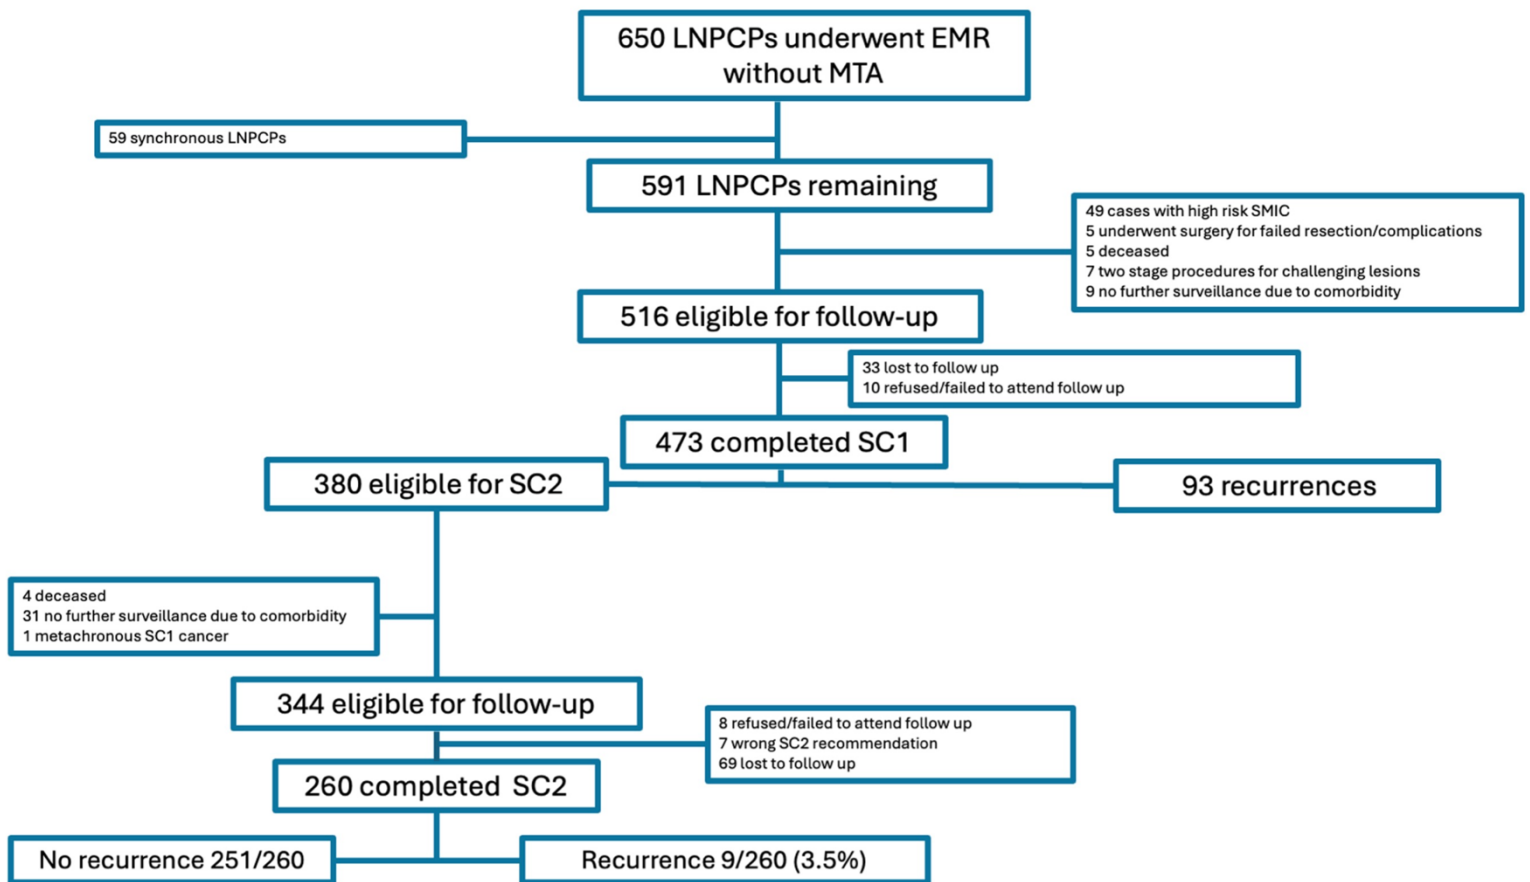 650 LNPCPs underwent EMR
without MTA
59 synchronous LNPCPs
591 LNPCPs remaining
49 cases with high risk SMIC
5 underwent surgery for failed resection/complications
5 deceased
7 two stage procedures for challenging lesions
9 no further surveillance due to comorbidity
516 eligible for follow-up
33 lost to follow up
10 refused/failed to attend follow up
473 completed SC1
380 eligible for SC2
93 recurrences
4 deceased
31 no further surveillance due to comorbidity
1 metachronous SC1 cancer
344 eligible for follow-up
8 refused/failed to attend follow up
7 wrong SC2 recommendation
69 lost to follow up
260 completed SC2
No recurrence 251/260
Recurrence 9/260 (3.5%)